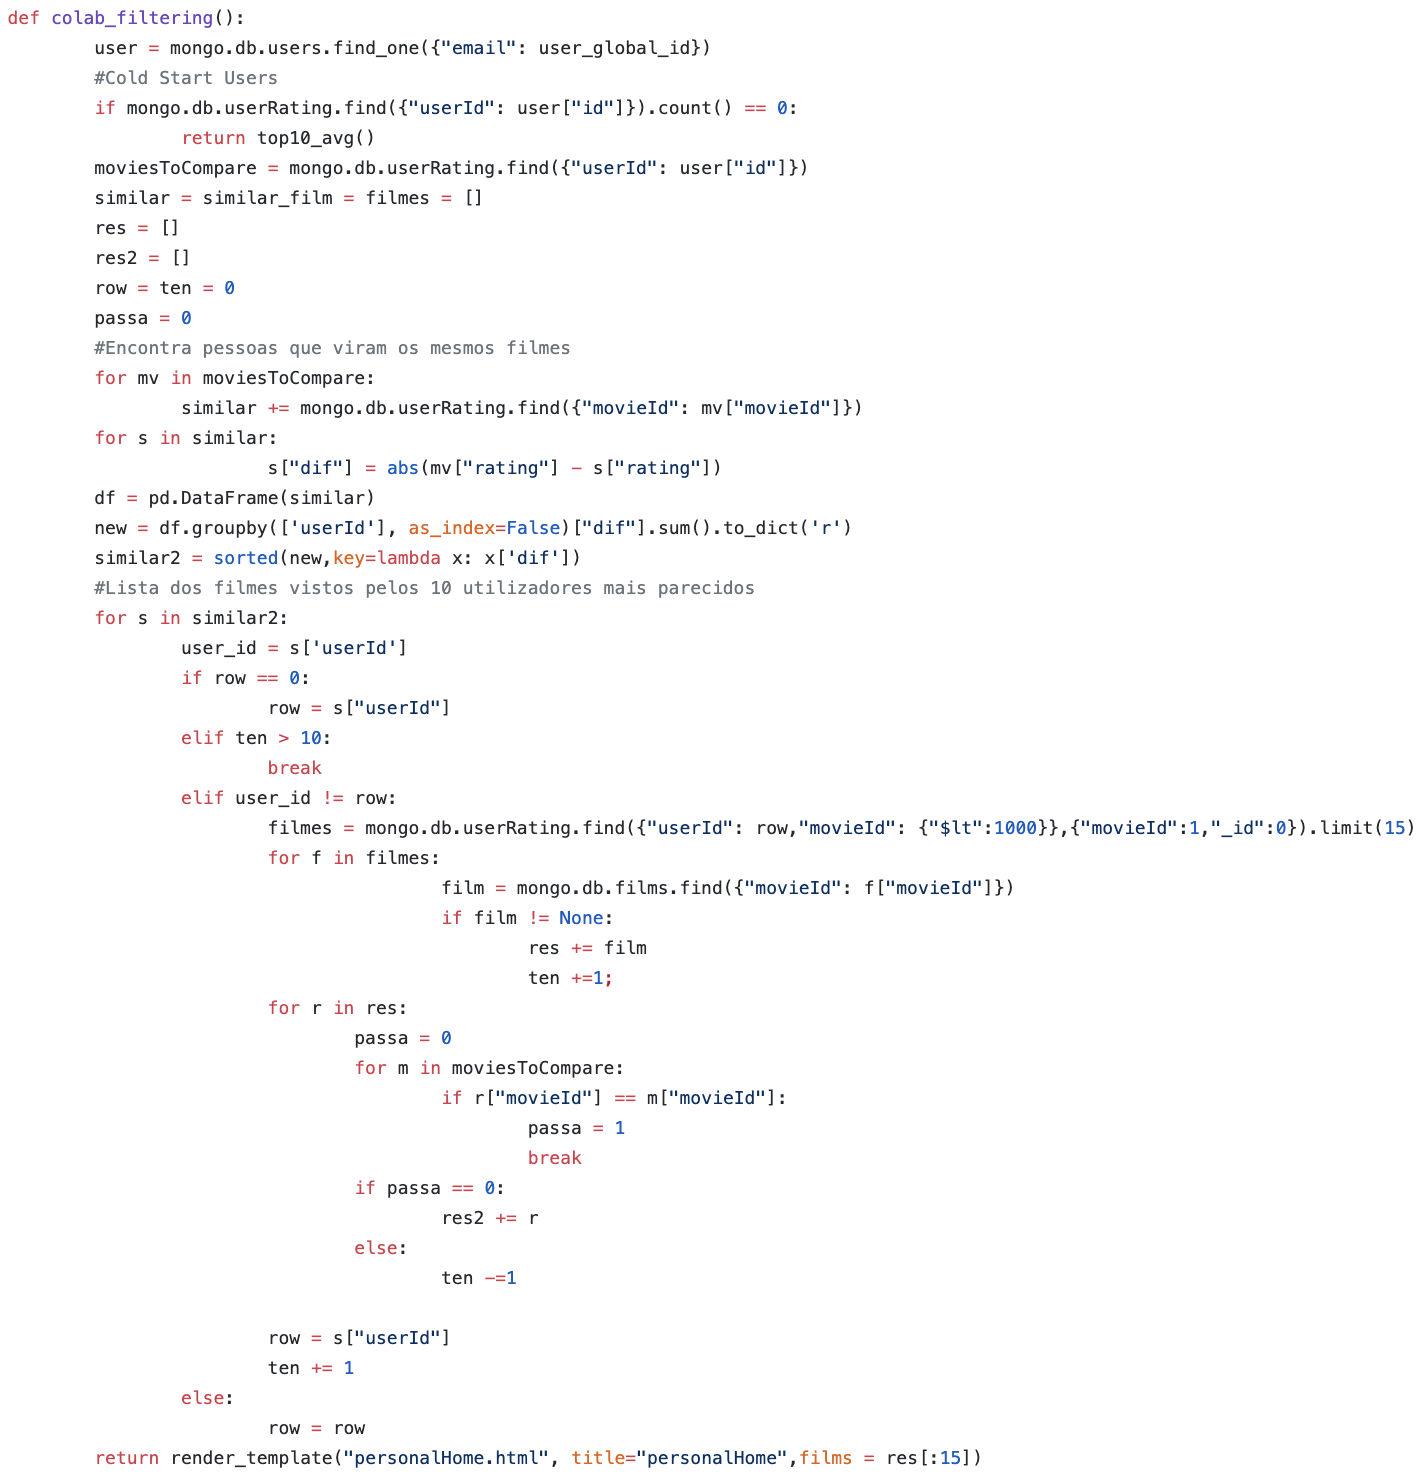 def colab_filtering():
        user = mongo.db.users.find_one({"email": user_global_id})
        #Cold Start Users
        if mongo.db.userRating.find({"userId": user["id"]}).count() == 0:
                return top10_avg()
        moviesToCompare = mongo.db.userRating.find({"userId": user["id"]})
        similar = similar_film = filmes = []
        res = []
        res2 = []
        row = ten = 0
        passa = 0
        #Encontra pessoas que viram os mesmos filmes
        for mv in moviesToCompare:
                similar += mongo.db.userRating.find({"movieId": mv["movieId"]})
        for s in similar:
                        s["dif"] = abs(mv["rating"] - s["rating"])
        df = pd.DataFrame(similar)
        new = df.groupby(['userId'], as_index=False)["dif"].sum().to_dict('r')
        similar2 = sorted(new,key=lambda x: x['dif'])
        #Lista dos filmes vistos pelos 10 utilizadores mais parecidos
        for s in similar2:
                user_id = s['userId']
                if row == 0:
                        row = s["userId"]
                elif ten > 10:
                        break
                elif user_id != row:
                        filmes = mongo.db.userRating.find({"userId": row,"movieId": {"$lt":1000}},{"movieId":1,"_id":0}).limit(15)
                        for f in filmes:
                                        film = mongo.db.films.find({"movieId": f["movieId"]})
                                        if film != None:
                                                res += film
                                                ten +=1;
                        for r in res:
                                passa = 0
                                for m in moviesToCompare:
                                        if r["movieId"] == m["movieId"]:
                                                passa = 1
                                                break
                                if passa == 0:
                                        res2 += r
                                else:
                                        ten -=1

                        row = s["userId"]
                        ten += 1
                else:
                        row = row
        return render_template("personalHome.html", title="personalHome",films = res[:15])